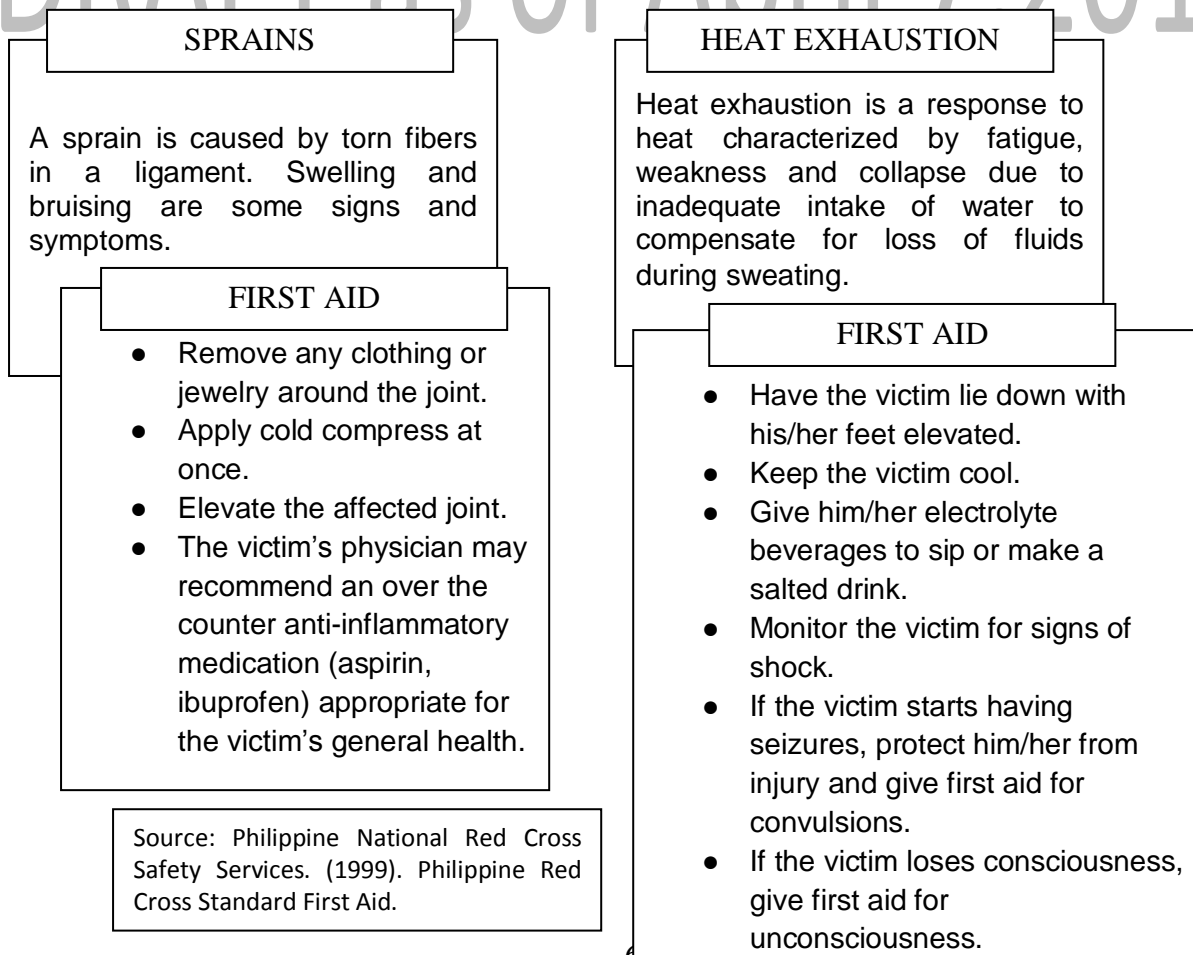 SPRAINS
A sprain is caused by torn fibers
in a ligament. Swelling and
bruising are some signs and
symptoms.
FIRST AID
● Remove any clothing or
jewelry around the joint.
● Apply cold compress at
once.
● Elevate the affected joint.
● The victim’s physician may
recommend an over the
counter anti-inflammatory
medication (aspirin,
ibuprofen) appropriate for
the victim’s general health.
Source: Philippine National Red Cross
Safety Services. (1999). Philippine Red
Cross Standard First Aid.
HEAT EXHAUSTION
Heat exhaustion is a response to
heat characterized by fatigue,
weakness and collapse due to
inadequate intake of water to
compensate for loss of fluids
during sweating.
FIRST AID
● Have the victim lie down with
his/her feet elevated.
● Keep the victim cool.
● Give him/her electrolyte
beverages to sip or make a
salted drink.
● Monitor the victim for signs of
shock.
● If the victim starts having
seizures, protect him/her from
injury and give first aid for
convulsions.
● If the victim loses consciousness,
give first aid for
unconsciousness.